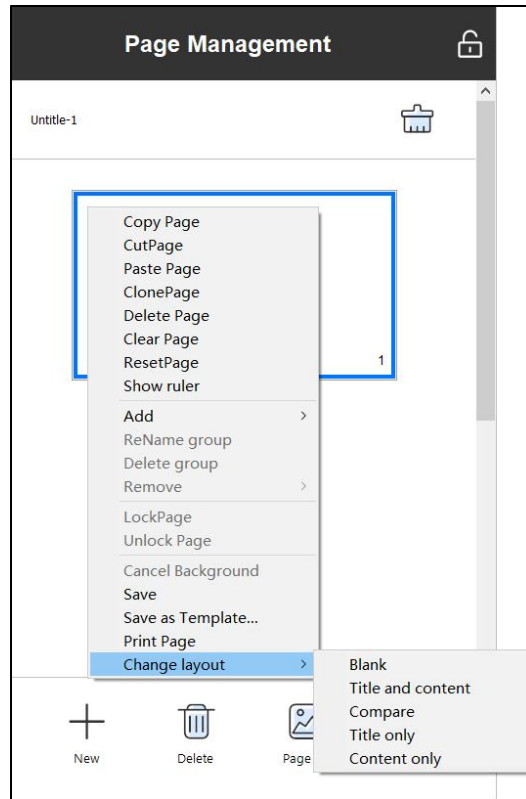 Page Management
Untitle-1
Copy Page
CutPage
Paste Page
ClonePage
Delete Page
Clear Page
ResetPage
1
Show ruler
Add
ReName group
Delete group
Remove
LockPage
Unlock Page
Cancel Background
Save
Save as Template...
Print Page
Change layout
Blank
Title and content
Compare
Title only
Content only
New
Delete
Page